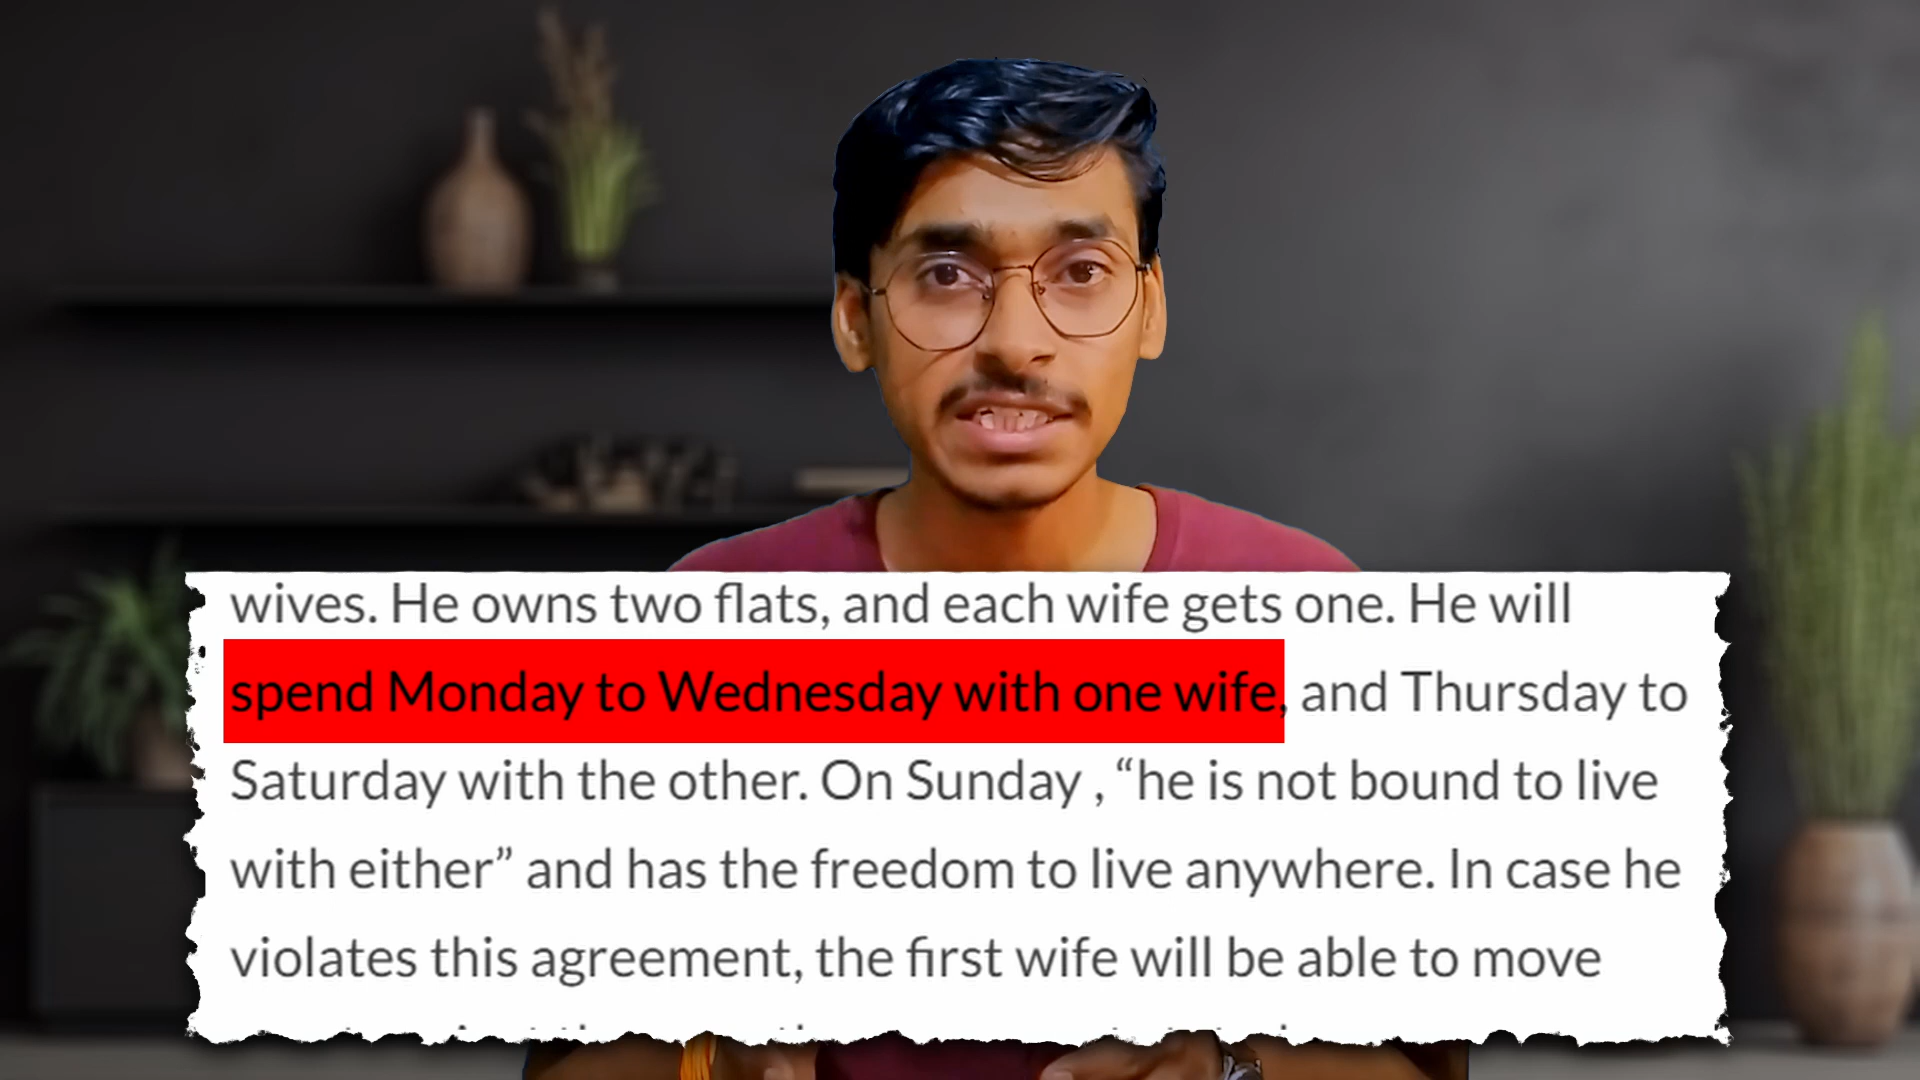 wives. He owns two flats, and each wife gets one. He will
spend Monday to Wednesday with one wife, and Thursday to
Saturday with the other. On Sunday , “he is not bound to live
with either” and has the freedom to live anywhere. In case he
violates this agreement, the first wife will be able to move